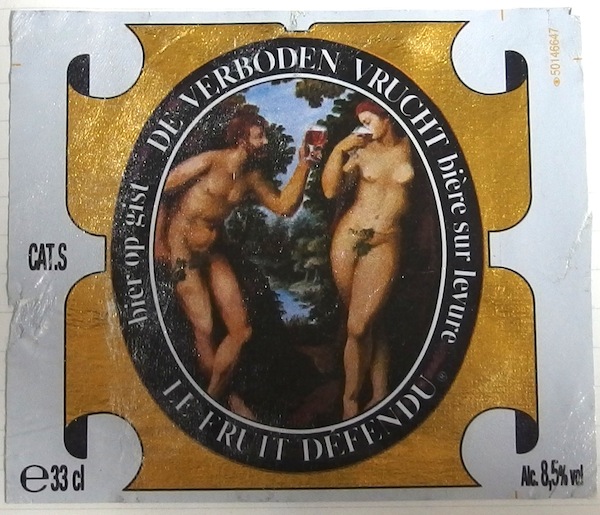 DE VERBODEN VRUCHT
bier op gist
bière sur levure
LE FRUIT DÉFENDU ®
CAT.S
e 33 cl
Alc. 8,5% vol
50146647